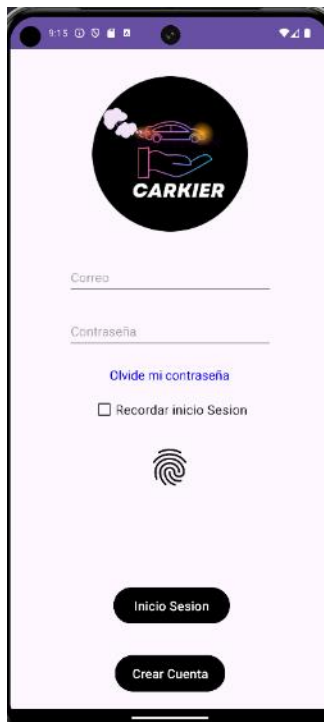 9:15
CARKIER
Correo
Contraseña
Olvide mi contraseña
Recordar inicio Sesion
Inicio Sesion
Crear Cuenta